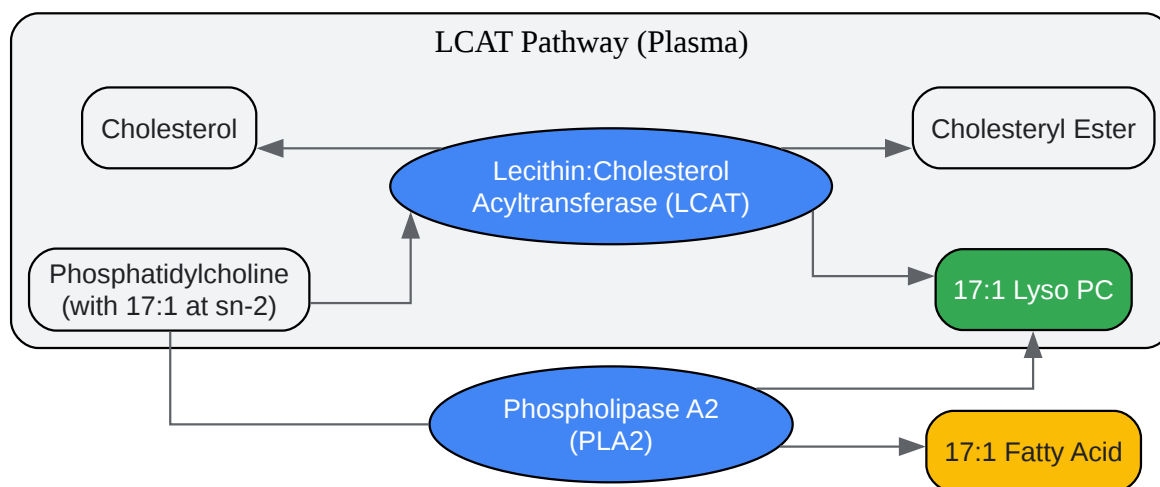 LCAT Pathway (Plasma)
Cholesterol
Cholesteryl Ester
Lecithin:Cholesterol
Acyltransferase (LCAT)
Phosphatidylcholine
(with 17:1 at sn-2)
17:1 Lyso PC
Phospholipase A2
(PLA2)
17:1 Fatty Acid